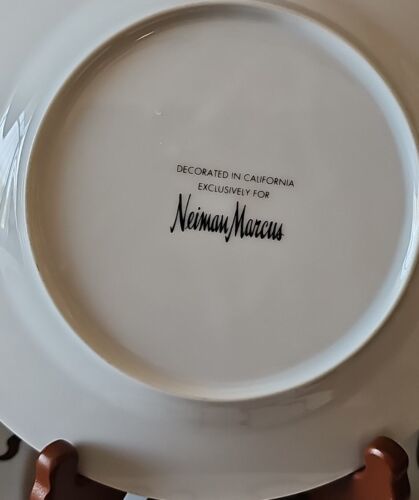 DECORATED IN CALIFORNIA
EXCLUSIVELY FOR
Neiman Marcus